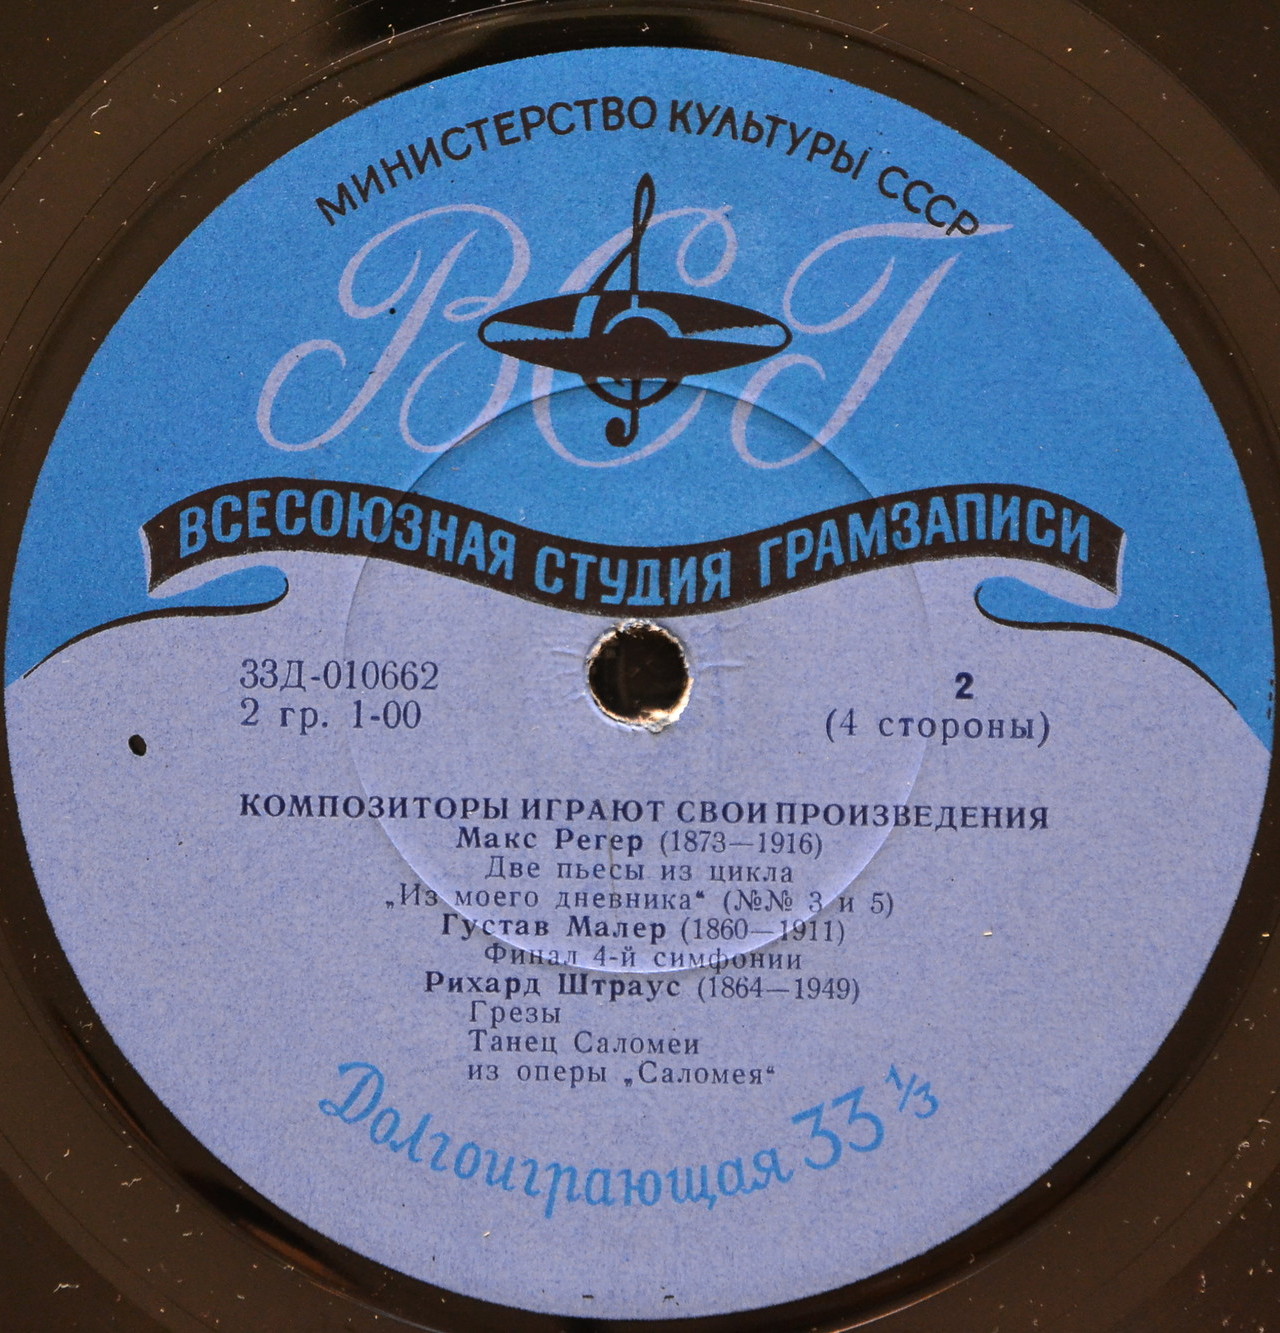 МИНИСТЕРСТВО КУЛЬТУРЫ СССР
ВСГ
ВСЕСОЮЗНАЯ СТУДИЯ ГРАМЗАПИСИ
33Д-010662
2 гр. 1-00
2
(4 стороны)
КОМПОЗИТОРЫ ИГРАЮТ СВОИ ПРОИЗВЕДЕНИЯ
Макс Регер (1873—1916)
Две пьесы из цикла
„Из моего дневника“ (№№ 3 и 5)
Густав Малер (1860—1911)
Финал 4-й симфонии
Рихард Штраус (1864—1949)
Грезы
Танец Саломеи
из оперы „Саломея“
Долгоиграющая 33 1/3